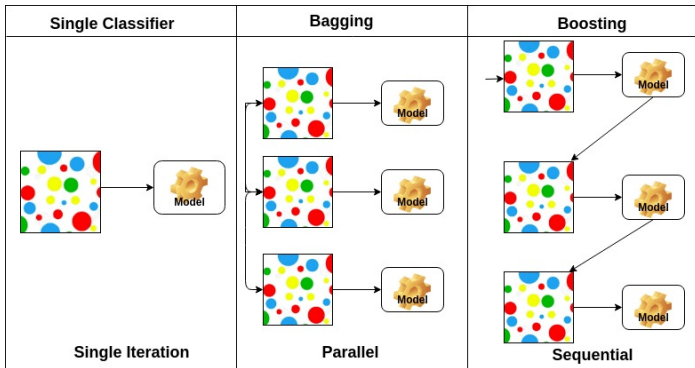 Single Classifier
Bagging
Boosting
Model
Model
Model
Model
Model
Model
Model
Single Iteration
Parallel
Sequential